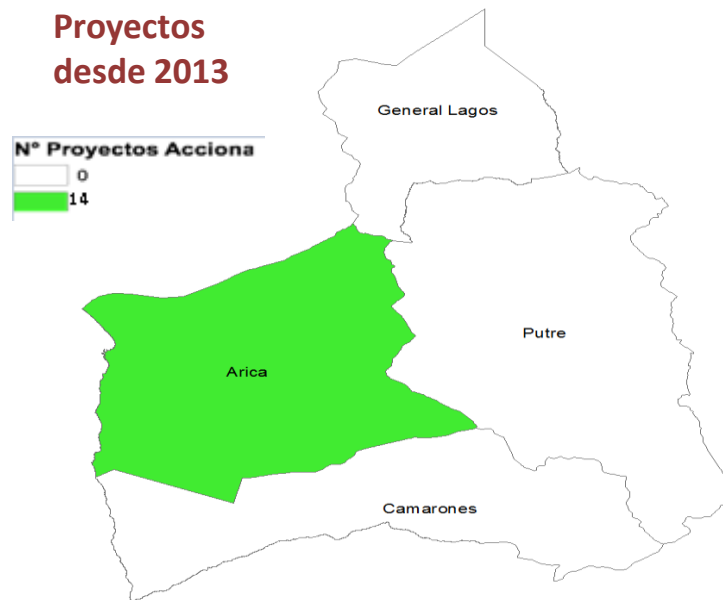 Proyectos
desde 2013
General Lagos
Nº Proyectos Acciona
0
14
Putre
Arica
Camarones